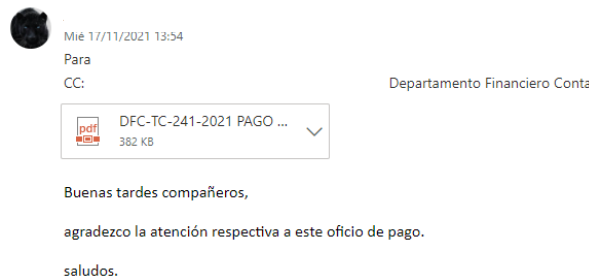 Mié 17/11/2021 13:54
Para
CC: Departamento Financiero Conta
pdf DFC-TC-241-2021 PAGO ...
382 KB
Buenas tardes compañeros,
agradezco la atención respectiva a este oficio de pago.
saludos.